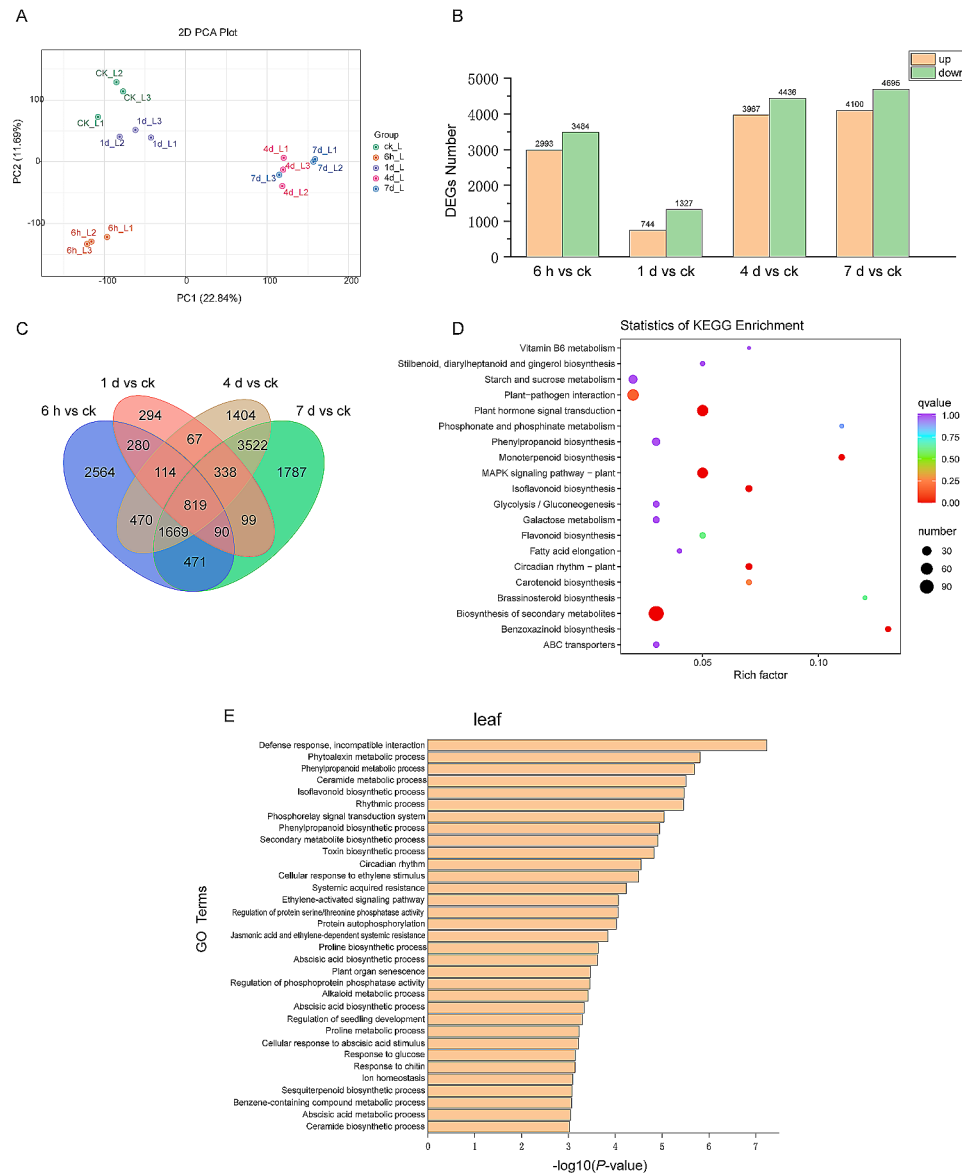 A
2D PCA Plot
PC2 (11.69%)
100
0
-100
CK_L2
CK_L3
CK_L1
1d_L3
1d_L2
1d_L1
4d_L1
7d_L1
4d_L3
7d_L2
7d_L3
4d_L2
6h_L2
6h_L1
6h_L3
-100
0
100
200
PC1 (22.84%)
Group
ck_L
6h_L
1d_L
4d_L
7d_L
B
up
down
DEGs Number
5000
4000
3000
2000
1000
0
2993
3484
744
1327
3967
4436
4100
4695
6 h vs ck
1 d vs ck
4 d vs ck
7 d vs ck
C
1 d vs ck
4 d vs ck
6 h vs ck
7 d vs ck
294
1404
280
67
3522
2564
114
338
1787
819
470
1669
90
99
471
D
Statistics of KEGG Enrichment
Vitamin B6 metabolism
Stilbenoid, diarylheptanoid and gingerol biosynthesis
Starch and sucrose metabolism
Plant-pathogen interaction
Plant hormone signal transduction
Phosphonate and phosphinate metabolism
Phenylpropanoid biosynthesis
Monoterpenoid biosynthesis
MAPK signaling pathway - plant
Isoflavonoid biosynthesis
Glycolysis / Gluconeogenesis
Galactose metabolism
Flavonoid biosynthesis
Fatty acid elongation
Circadian rhythm - plant
Carotenoid biosynthesis
Brassinosteroid biosynthesis
Biosynthesis of secondary metabolites
Benzoxazinoid biosynthesis
ABC transporters
0.05
0.10
Rich factor
qvalue
1.00
0.75
0.50
0.25
0.00
number
30
60
90
E
leaf
GO Terms
Defense response, incompatible interaction
Phytoalexin metabolic process
Phenylpropanoid metabolic process
Ceramide metabolic process
Isoflavonoid biosynthetic process
Rhythmic process
Phosphorelay signal transduction system
Phenylpropanoid biosynthetic process
Secondary metabolite biosynthetic process
Toxin biosynthetic process
Circadian rhythm
Cellular response to ethylene stimulus
Systemic acquired resistance
Ethylene-activated signaling pathway
Regulation of protein serine/threonine phosphatase activity
Protein autophosphorylation
Jasmonic acid and ethylene-dependent systemic resistance
Proline biosynthetic process
Abscisic acid biosynthetic process
Plant organ senescence
Regulation of phosphoprotein phosphatase activity
Alkaloid metabolic process
Abscisic acid biosynthetic process
Regulation of seedling development
Proline metabolic process
Cellular response to abscisic acid stimulus
Response to glucose
Response to chitin
Ion homeostasis
Sesquiterpenoid biosynthetic process
Benzene-containing compound metabolic process
Abscisic acid metabolic process
Ceramide biosynthetic process
0
1
2
3
4
5
6
7
-log10(P-value)